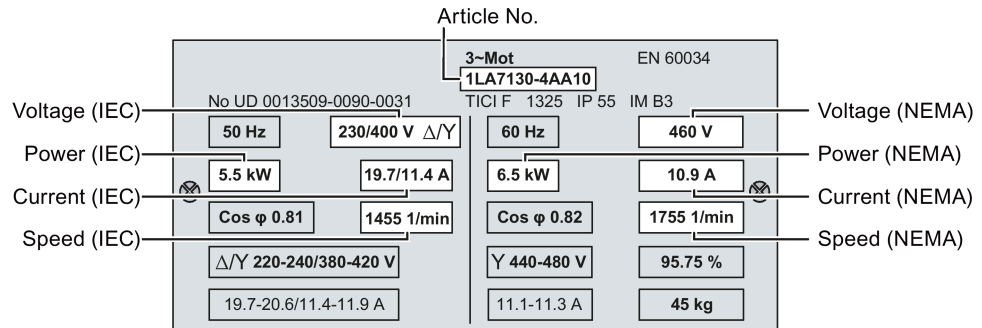 Article No.
3~Mot EN 60034
1LA7130-4AA10
No UD 0013509-0090-0031 TICI F 1325 IP 55 IM B3
Voltage (IEC) Voltage (NEMA)
50 Hz 230/400 V Δ/Y 60 Hz 460 V
Power (IEC) Power (NEMA)
5.5 kW 19.7/11.4 A 6.5 kW 10.9 A
Current (IEC) Current (NEMA)
Cos φ 0.81 1455 1/min Cos φ 0.82 1755 1/min
Speed (IEC) Speed (NEMA)
Δ/Y 220-240/380-420 V Y 440-480 V 95.75 %
19.7-20.6/11.4-11.9 A 11.1-11.3 A 45 kg